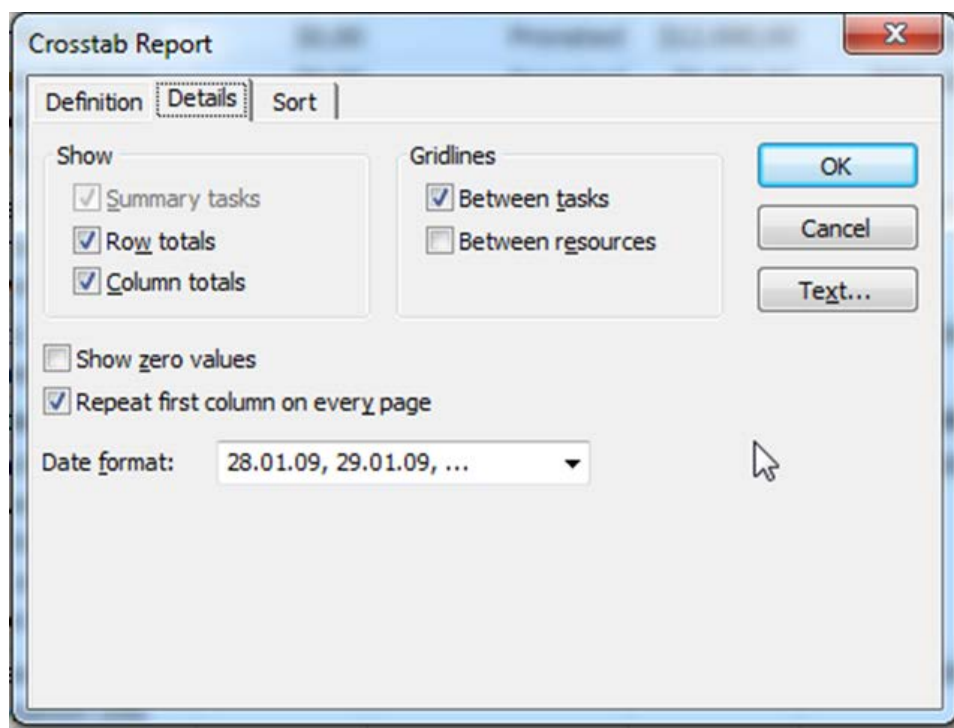 Crosstab Report
Definition Details Sort
Show
Summary tasks
Row totals
Column totals
Gridlines
Between tasks
Between resources
OK
Cancel
Text...
Show zero values
Repeat first column on every page
Date format: 28.01.09, 29.01.09, ...